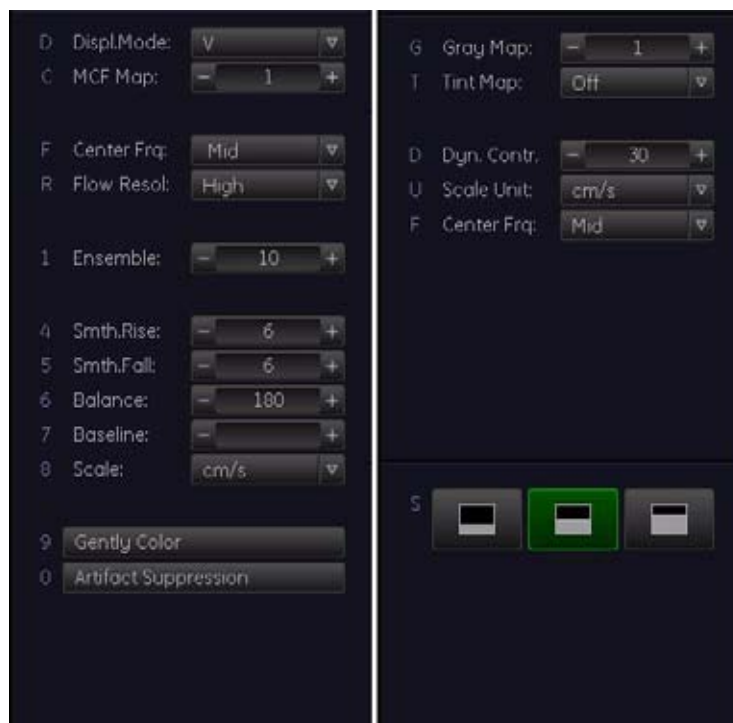 D Displ.Mode: V
C MCF Map: − 1 +
F Center Frq: Mid
R Flow Resol: High
1 Ensemble: − 10 +
4 Smth.Rise: − 6 +
5 Smth.Fall: − 6 +
6 Balance: − 180 +
7 Baseline: − +
8 Scale: cm/s
9 Gently Color
0 Artifact Suppression
G Gray Map: − 1 +
T Tint Map: Off
D Dyn. Contr. − 30 +
U Scale Unit: cm/s
F Center Frq: Mid
S